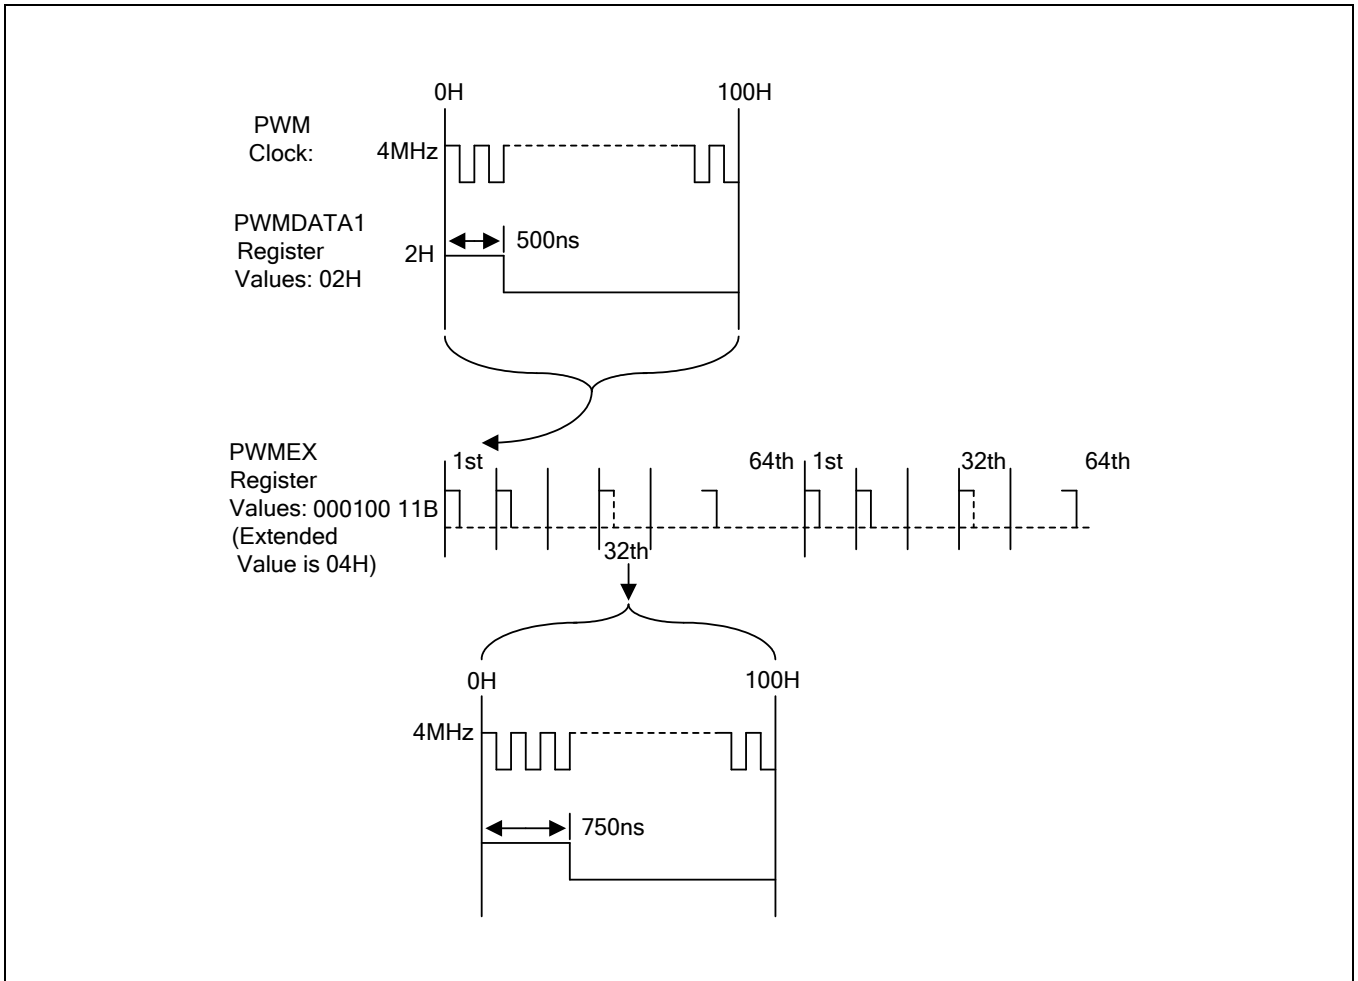 0H 100H
PWM
Clock: 4MHz
PWMDATA1
Register
Values: 02H
2H
500ns
PWMEX
Register
Values: 000100 11B
(Extended
Value is 04H)
1st 64th 1st 32th 64th
32th
0H 100H
4MHz
750ns